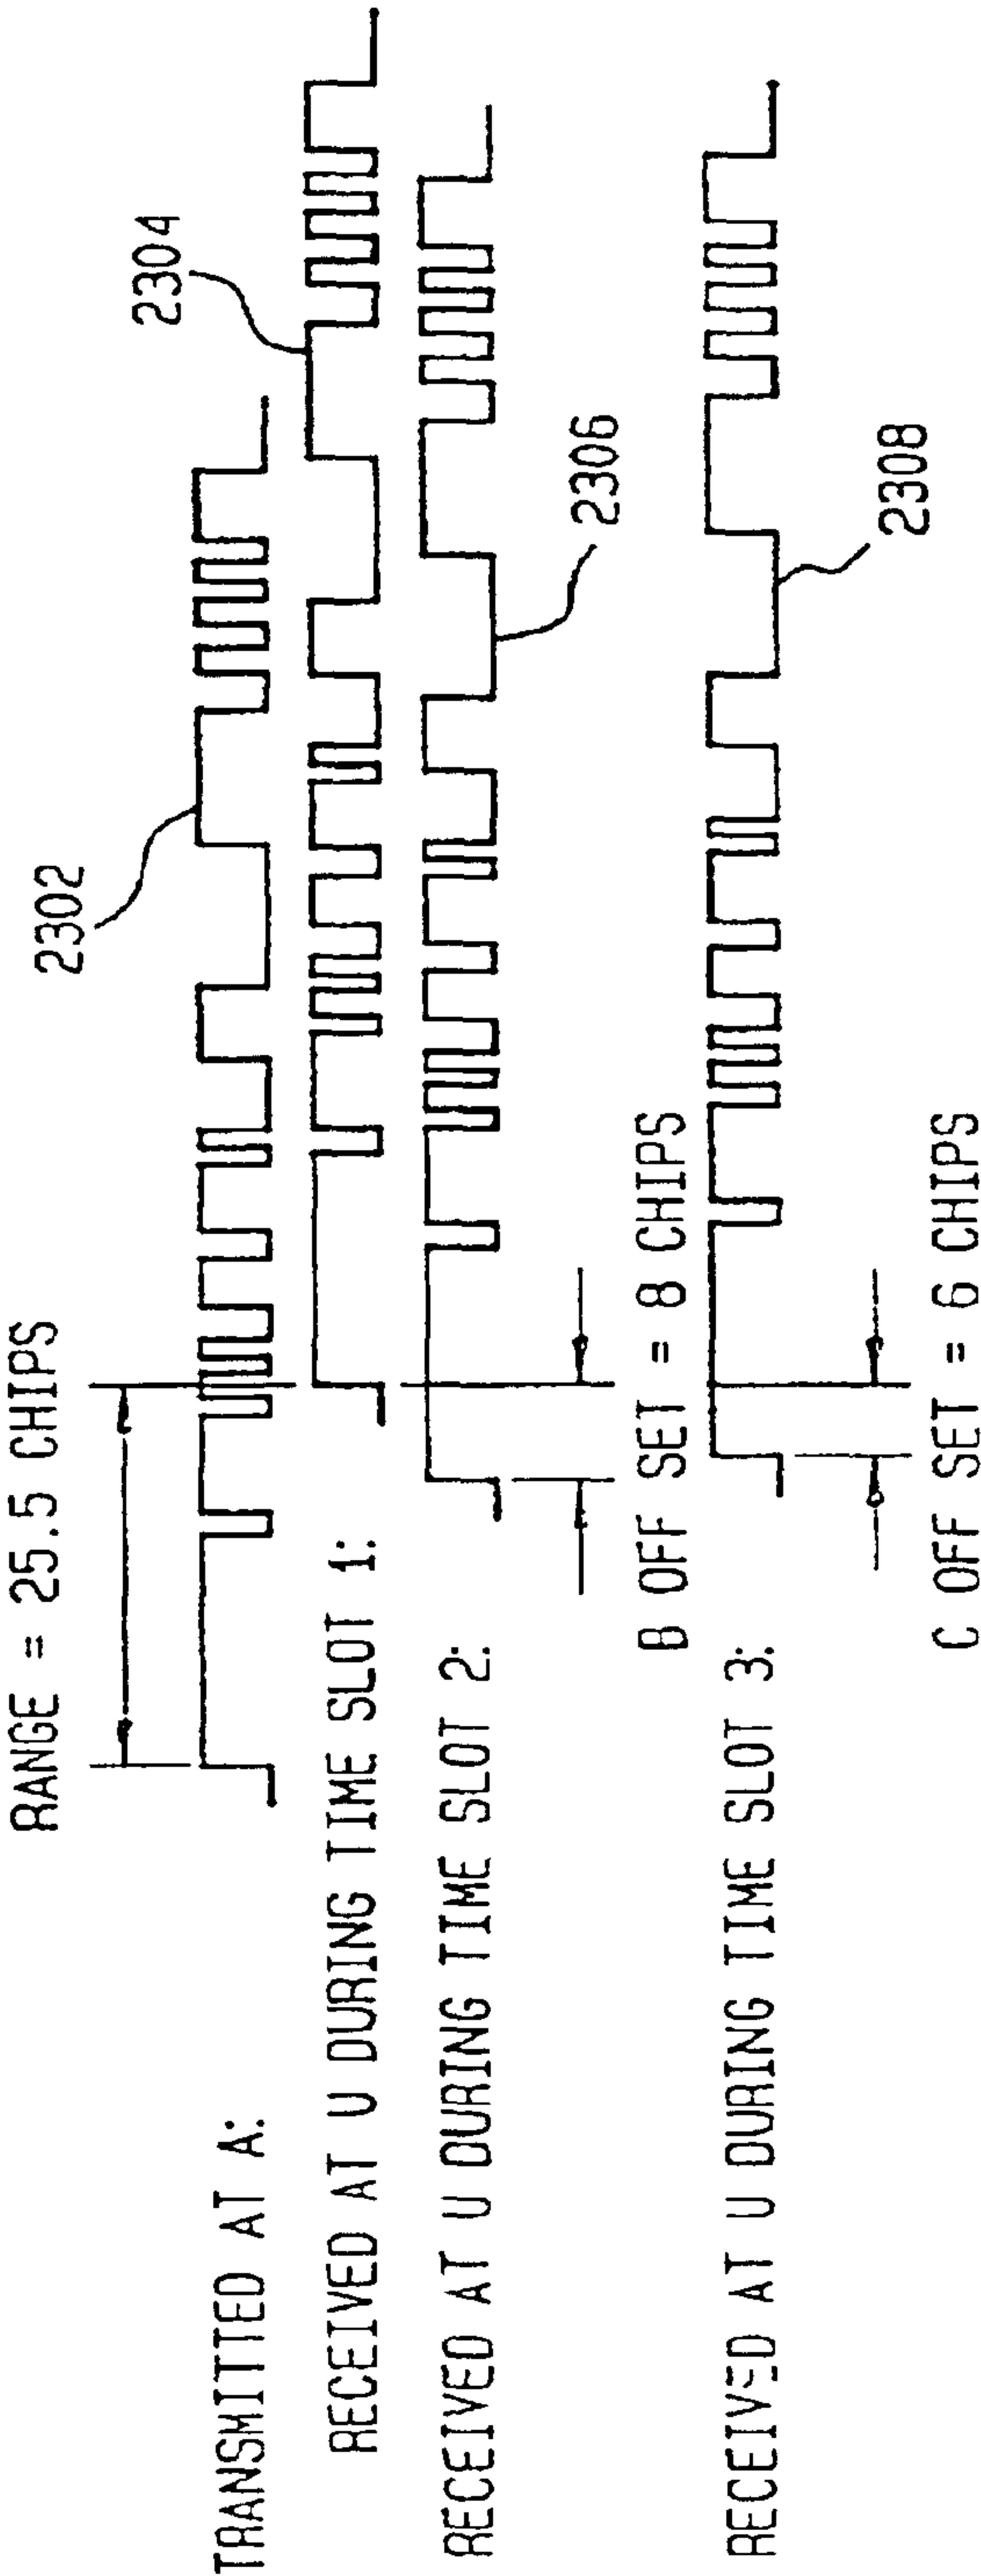 RANGE = 25.5 CHIPS
2302
2304
TRANSMITTED AT A:
RECEIVED AT U DURING TIME SLOT 1:
RECEIVED AT U DURING TIME SLOT 2:
2306
B OFF SET = 8 CHIPS
RECEIVED AT U DURING TIME SLOT 3:
2308
C OFF SET = 6 CHIPS